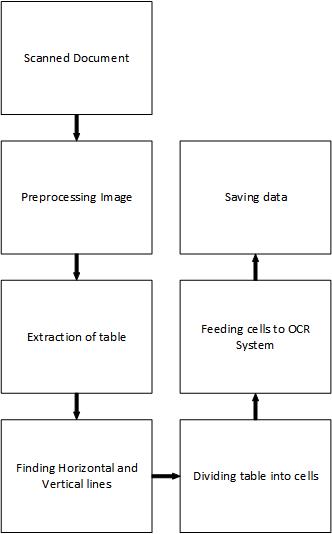 Scanned Document
Preprocessing Image
Extraction of table
Finding Horizontal and
Vertical lines
Dividing table into cells
Feeding cells to OCR
System
Saving data